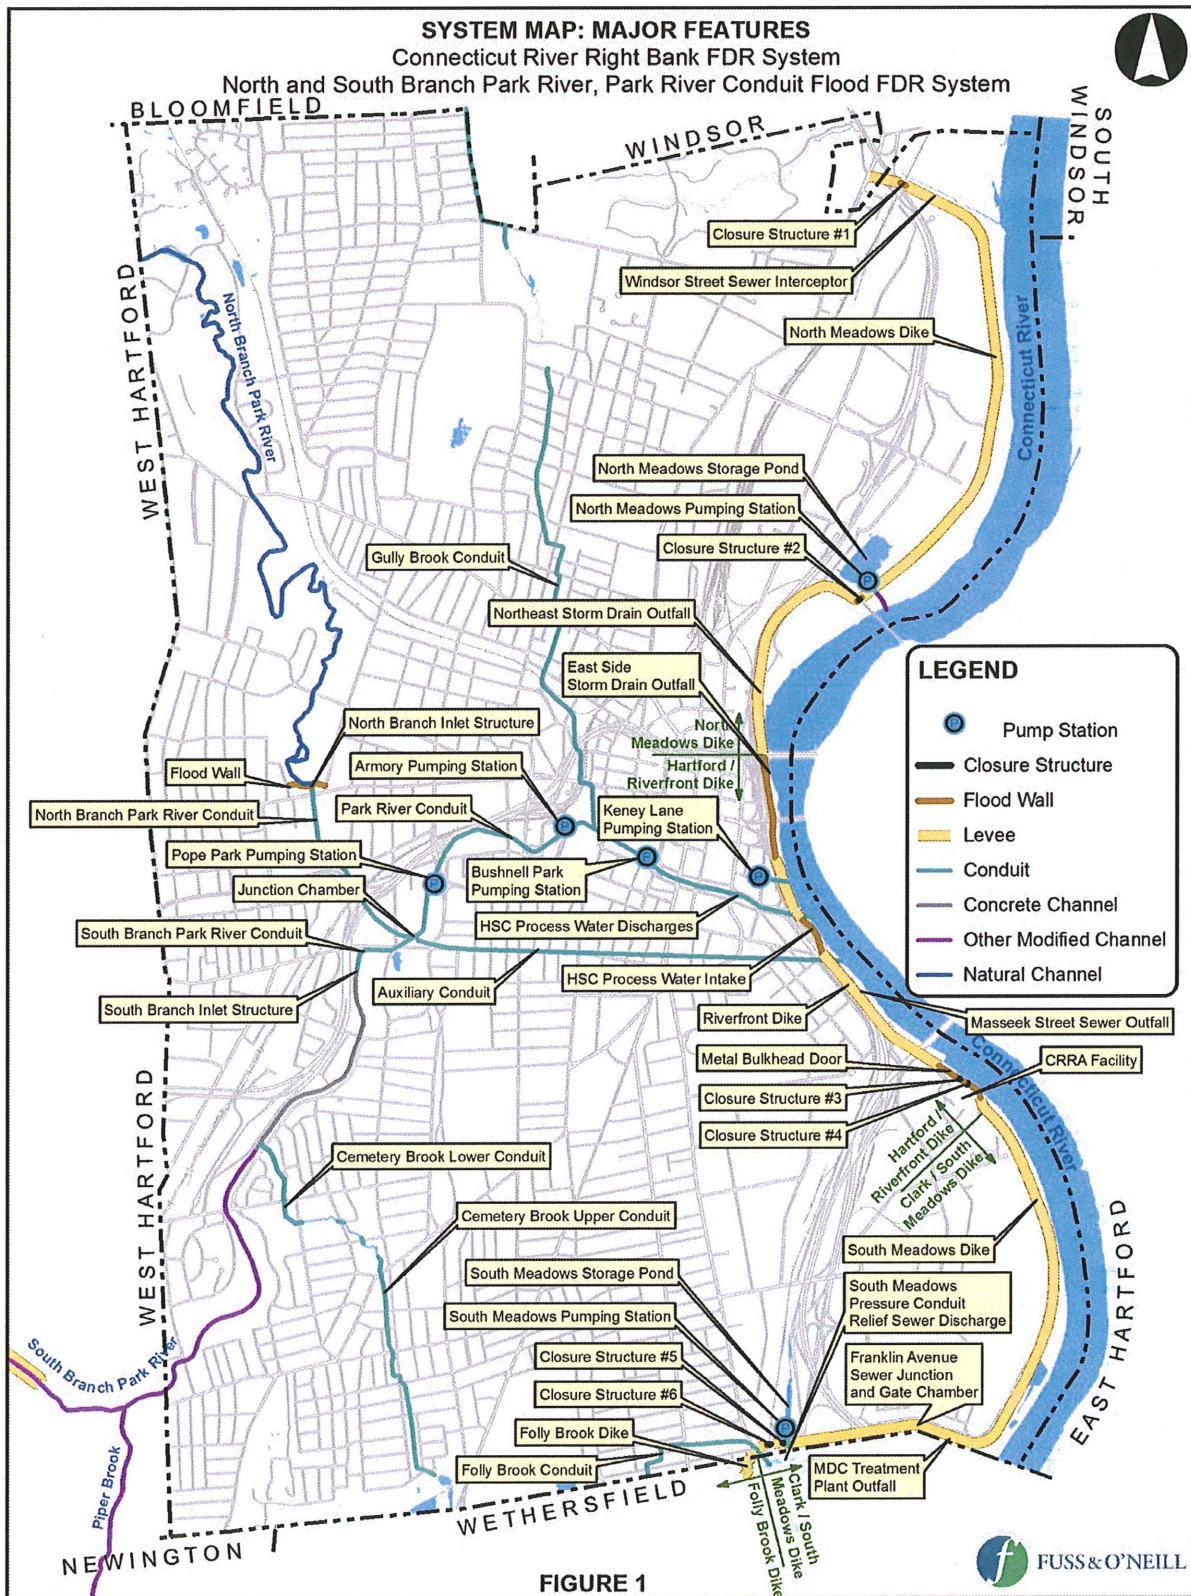 SYSTEM MAP: MAJOR FEATURES
Connecticut River Right Bank FDR System
North and South Branch Park River, Park River Conduit Flood FDR System
BLOOMFIELD
WINDSOR
SOUTH
WINDSOR
Closure Structure #1
Windsor Street Sewer Interceptor
WEST HARTFORD
North Branch Park River
North Meadows Dike
Connecticut River
North Meadows Storage Pond
North Meadows Pumping Station
Closure Structure #2
P
Gully Brook Conduit
Northeast Storm Drain Outfall
East Side
Storm Drain Outfall
North
Meadows Dike
Hartford /
Riverfront Dike
LEGEND
P
Pump Station
Closure Structure
Flood Wall
Levee
Conduit
Concrete Channel
Other Modified Channel
Natural Channel
North Branch Inlet Structure
Flood Wall
Armory Pumping Station
North Branch Park River Conduit
Park River Conduit
Keney Lane
Pumping Station
P
Pope Park Pumping Station
P
Bushnell Park
Pumping Station
P
P
Junction Chamber
HSC Process Water Discharges
South Branch Park River Conduit
Auxiliary Conduit
HSC Process Water Intake
South Branch Inlet Structure
Riverfront Dike
Masseek Street Sewer Outfall
Metal Bulkhead Door
CRRA Facility
Connecticut River
Closure Structure #3
Closure Structure #4
Hartford /
Riverfront Dike
Clark / South
Meadows Dike
WEST HARTFORD
Cemetery Brook Lower Conduit
Cemetery Brook Upper Conduit
South Meadows Dike
EAST HARTFORD
South Meadows Storage Pond
South Meadows
Pressure Conduit
Relief Sewer Discharge
South Meadows Pumping Station
South Branch Park River
Closure Structure #5
Franklin Avenue
Sewer Junction
and Gate Chamber
Closure Structure #6
P
Folly Brook Dike
Folly Brook Conduit
MDC Treatment
Plant Outfall
Piper Brook
Clark / South
Meadows Dike
Folly Brook Dike
WETHERSFIELD
NEWINGTON
f
FUSS & O'NEILL
FIGURE 1